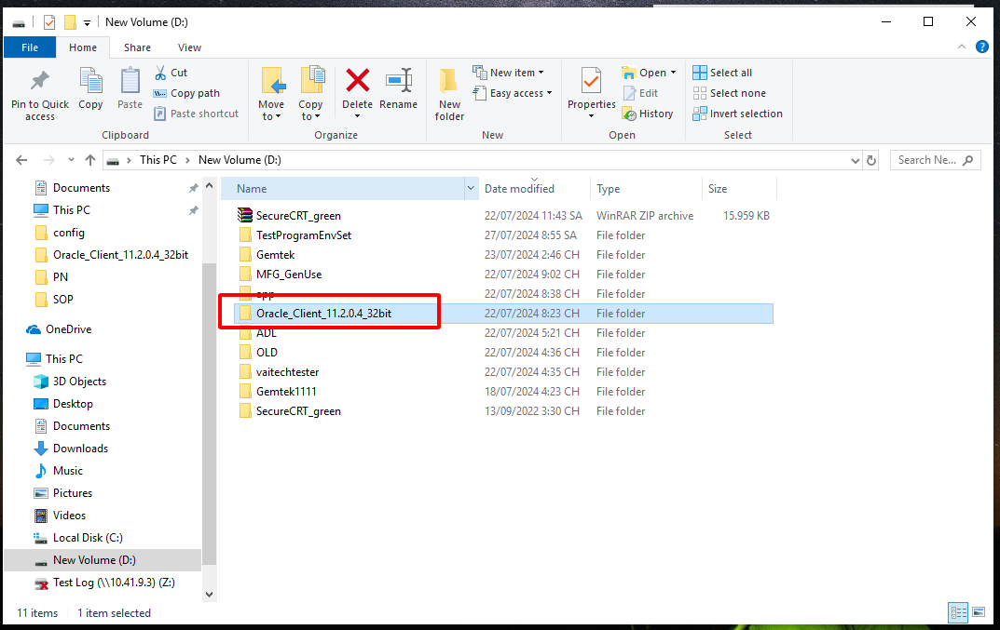 New Volume (D:)
File Home Share View
Pin to Quick access
Copy
Paste
Cut
Copy path
Paste shortcut
Clipboard
Move to
Copy to
Delete
Rename
Organize
New folder
New item
Easy access
New
Properties
Open
Edit
History
Open
Select all
Select none
Invert selection
Select
This PC New Volume (D:)
Search Ne...
Documents
This PC
config
Oracle_Client_11.2.0.4_32bit
PN
SOP
OneDrive
This PC
3D Objects
Desktop
Documents
Downloads
Music
Pictures
Videos
Local Disk (C:)
New Volume (D:)
Test Log (\\10.41.9.3) (Z:)
Name Date modified Type Size
SecureCRT_green 22/07/2024 11:43 SA WinRAR ZIP archive 15.959 KB
TestProgramEnvSet 27/07/2024 8:55 SA File folder
Gemtek 23/07/2024 2:46 CH File folder
MFG_GenUse 22/07/2024 9:02 CH File folder
app 22/07/2024 8:38 CH File folder
Oracle_Client_11.2.0.4_32bit 22/07/2024 8:23 CH File folder
ADL 22/07/2024 5:21 CH File folder
OLD 22/07/2024 4:36 CH File folder
vaitechtester 22/07/2024 4:35 CH File folder
Gemtek1111 18/07/2024 4:23 CH File folder
SecureCRT_green 13/09/2022 3:30 CH File folder
11 items 1 item selected